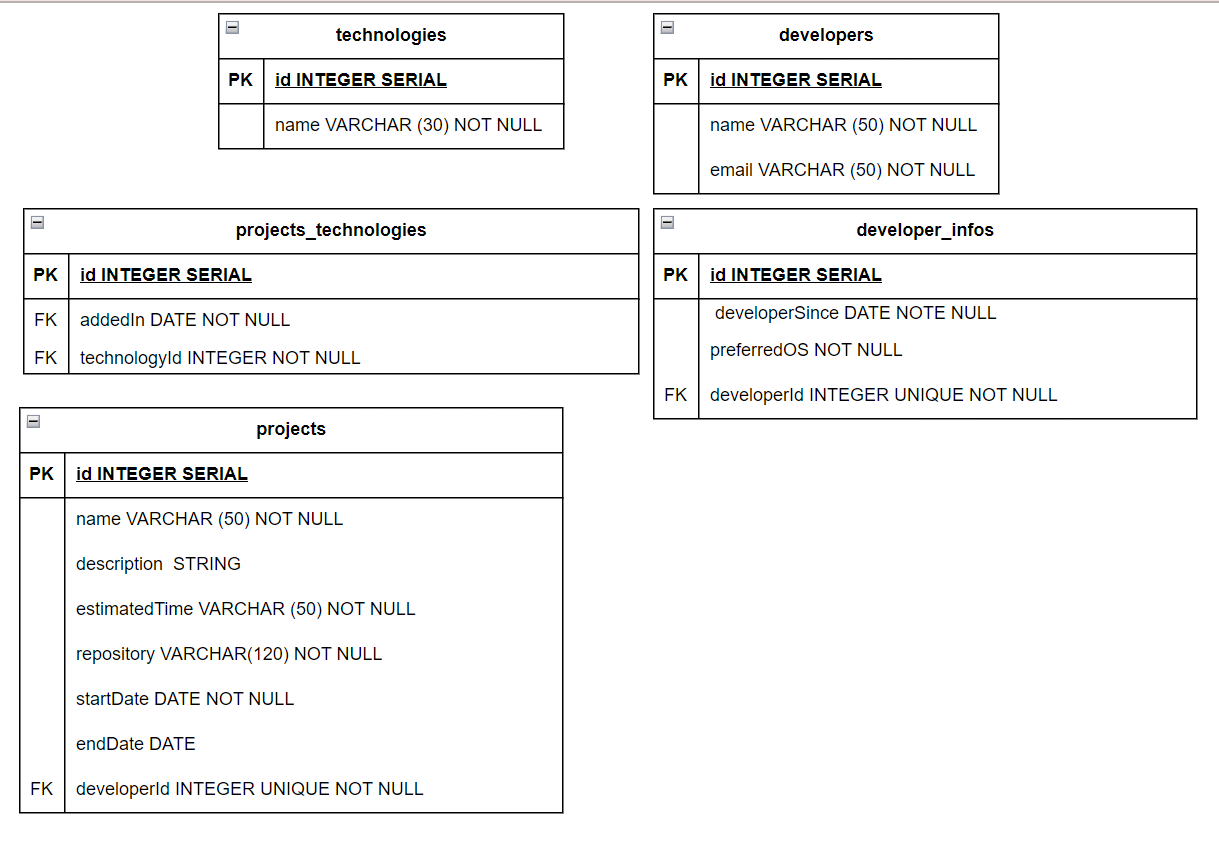 technologies
PK id INTEGER SERIAL
name VARCHAR (30) NOT NULL
developers
PK id INTEGER SERIAL
name VARCHAR (50) NOT NULL
email VARCHAR (50) NOT NULL
projects_technologies
PK id INTEGER SERIAL
FK addedIn DATE NOT NULL
FK technologyId INTEGER NOT NULL
developer_infos
PK id INTEGER SERIAL
developerSince DATE NOTE NULL
preferredOS NOT NULL
FK developerId INTEGER UNIQUE NOT NULL
projects
PK id INTEGER SERIAL
name VARCHAR (50) NOT NULL
description STRING
estimatedTime VARCHAR (50) NOT NULL
repository VARCHAR(120) NOT NULL
startDate DATE NOT NULL
endDate DATE
FK developerId INTEGER UNIQUE NOT NULL